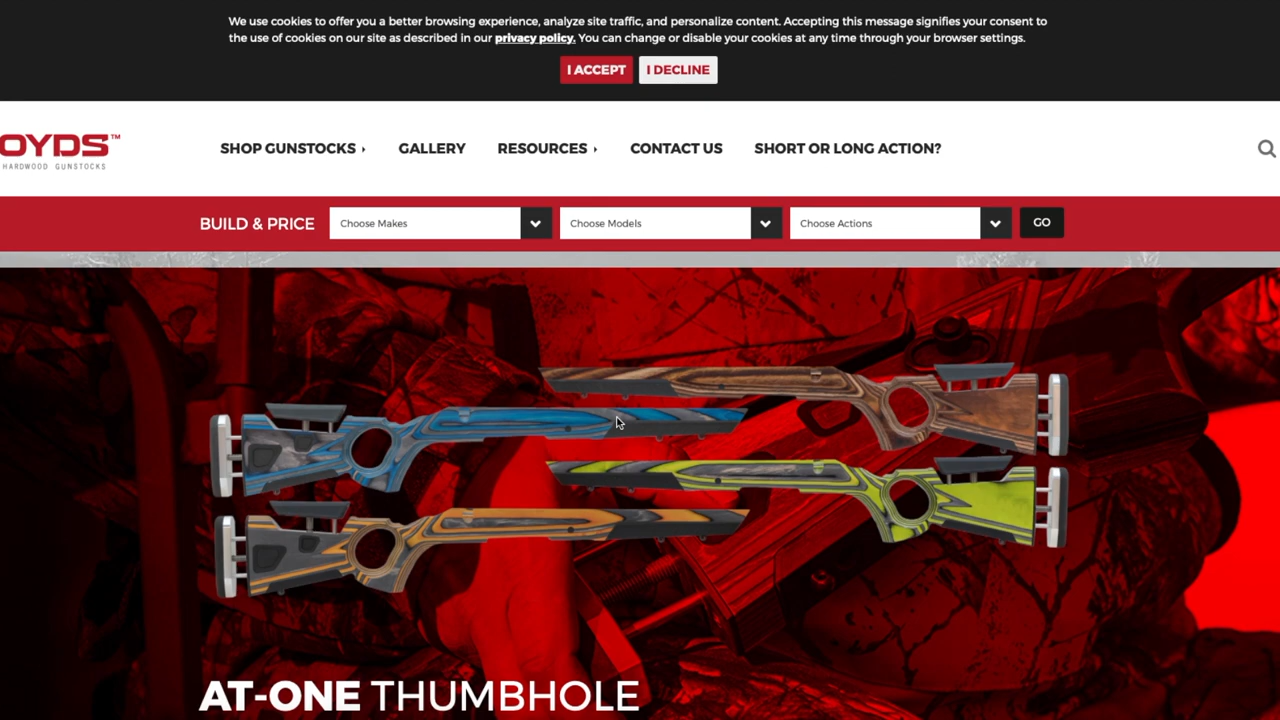 We use cookies to offer you a better browsing experience, analyze site traffic, and personalize content. Accepting this message signifies your consent to
the use of cookies on our site as described in our privacy policy. You can change or disable your cookies at any time through your browser settings.
I ACCEPT I DECLINE
OYDS™
HARDWOOD GUNSTOCKS
SHOP GUNSTOCKS GALLERY RESOURCES CONTACT US SHORT OR LONG ACTION?
BUILD & PRICE Choose Makes Choose Models Choose Actions GO
AT-ONE THUMBHOLE